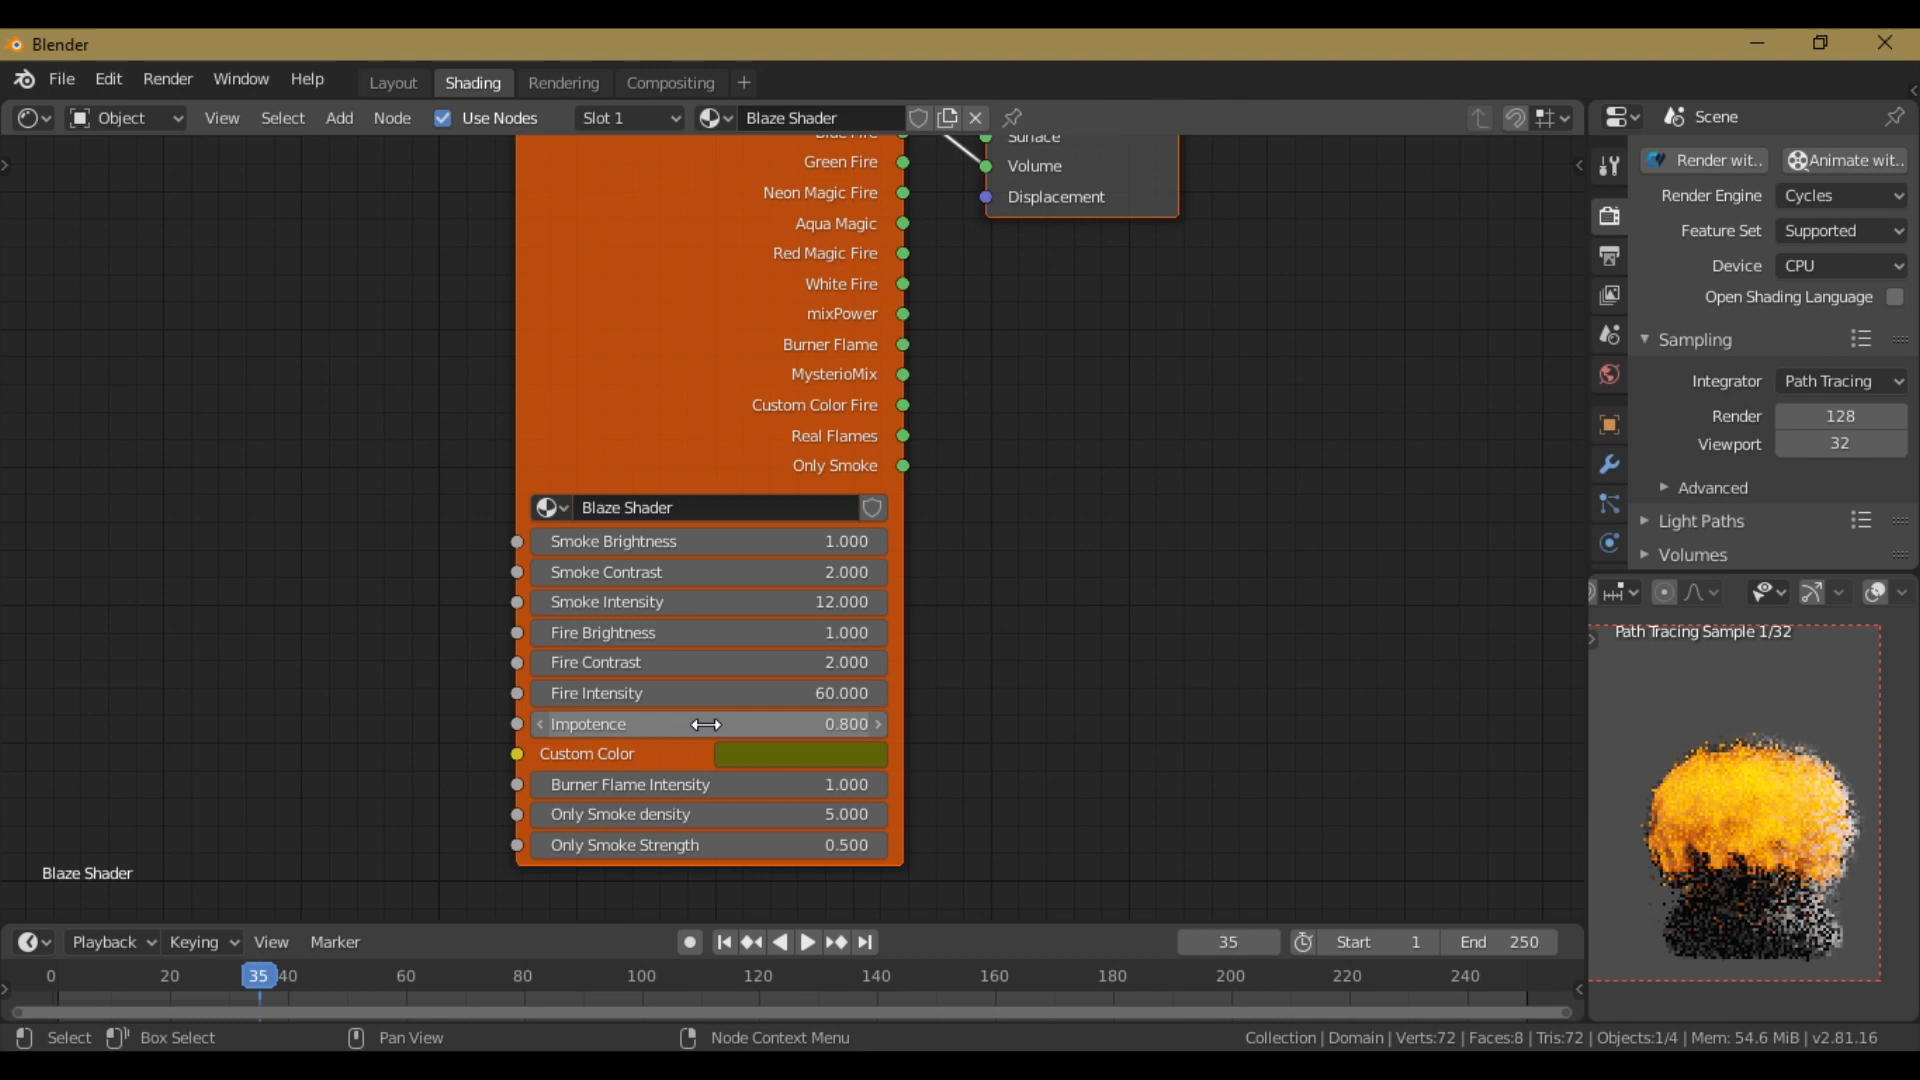 Blender
File Edit Render Window Help Layout Shading Rendering Compositing +
Object View Select Add Node Use Nodes Slot 1 Blaze Shader
Scene
Blue Fire
Green Fire
Neon Magic Fire
Aqua Magic
Red Magic Fire
White Fire
mixPower
Burner Flame
MysterioMix
Custom Color Fire
Real Flames
Only Smoke
Blaze Shader
Smoke Brightness 1.000
Smoke Contrast 2.000
Smoke Intensity 12.000
Fire Brightness 1.000
Fire Contrast 2.000
Fire Intensity 60.000
Impotence 0.800
Custom Color
Burner Flame Intensity 1.000
Only Smoke density 5.000
Only Smoke Strength 0.500
Surface
Volume
Displacement
Blaze Shader
Render wit.. Animate wit..
Render Engine Cycles
Feature Set Supported
Device CPU
Open Shading Language
Sampling
Integrator Path Tracing
Render 128
Viewport 32
Advanced
Light Paths
Volumes
Path Tracing Sample 1/32
Playback Keying View Marker 35 Start 1 End 250
0 20 35 40 60 80 100 120 140 160 180 200 220 240
Select Box Select Pan View Node Context Menu Collection | Domain | Verts:72 | Faces:8 | Tris:72 | Objects:1/4 | Mem: 54.6 MiB | v2.81.16